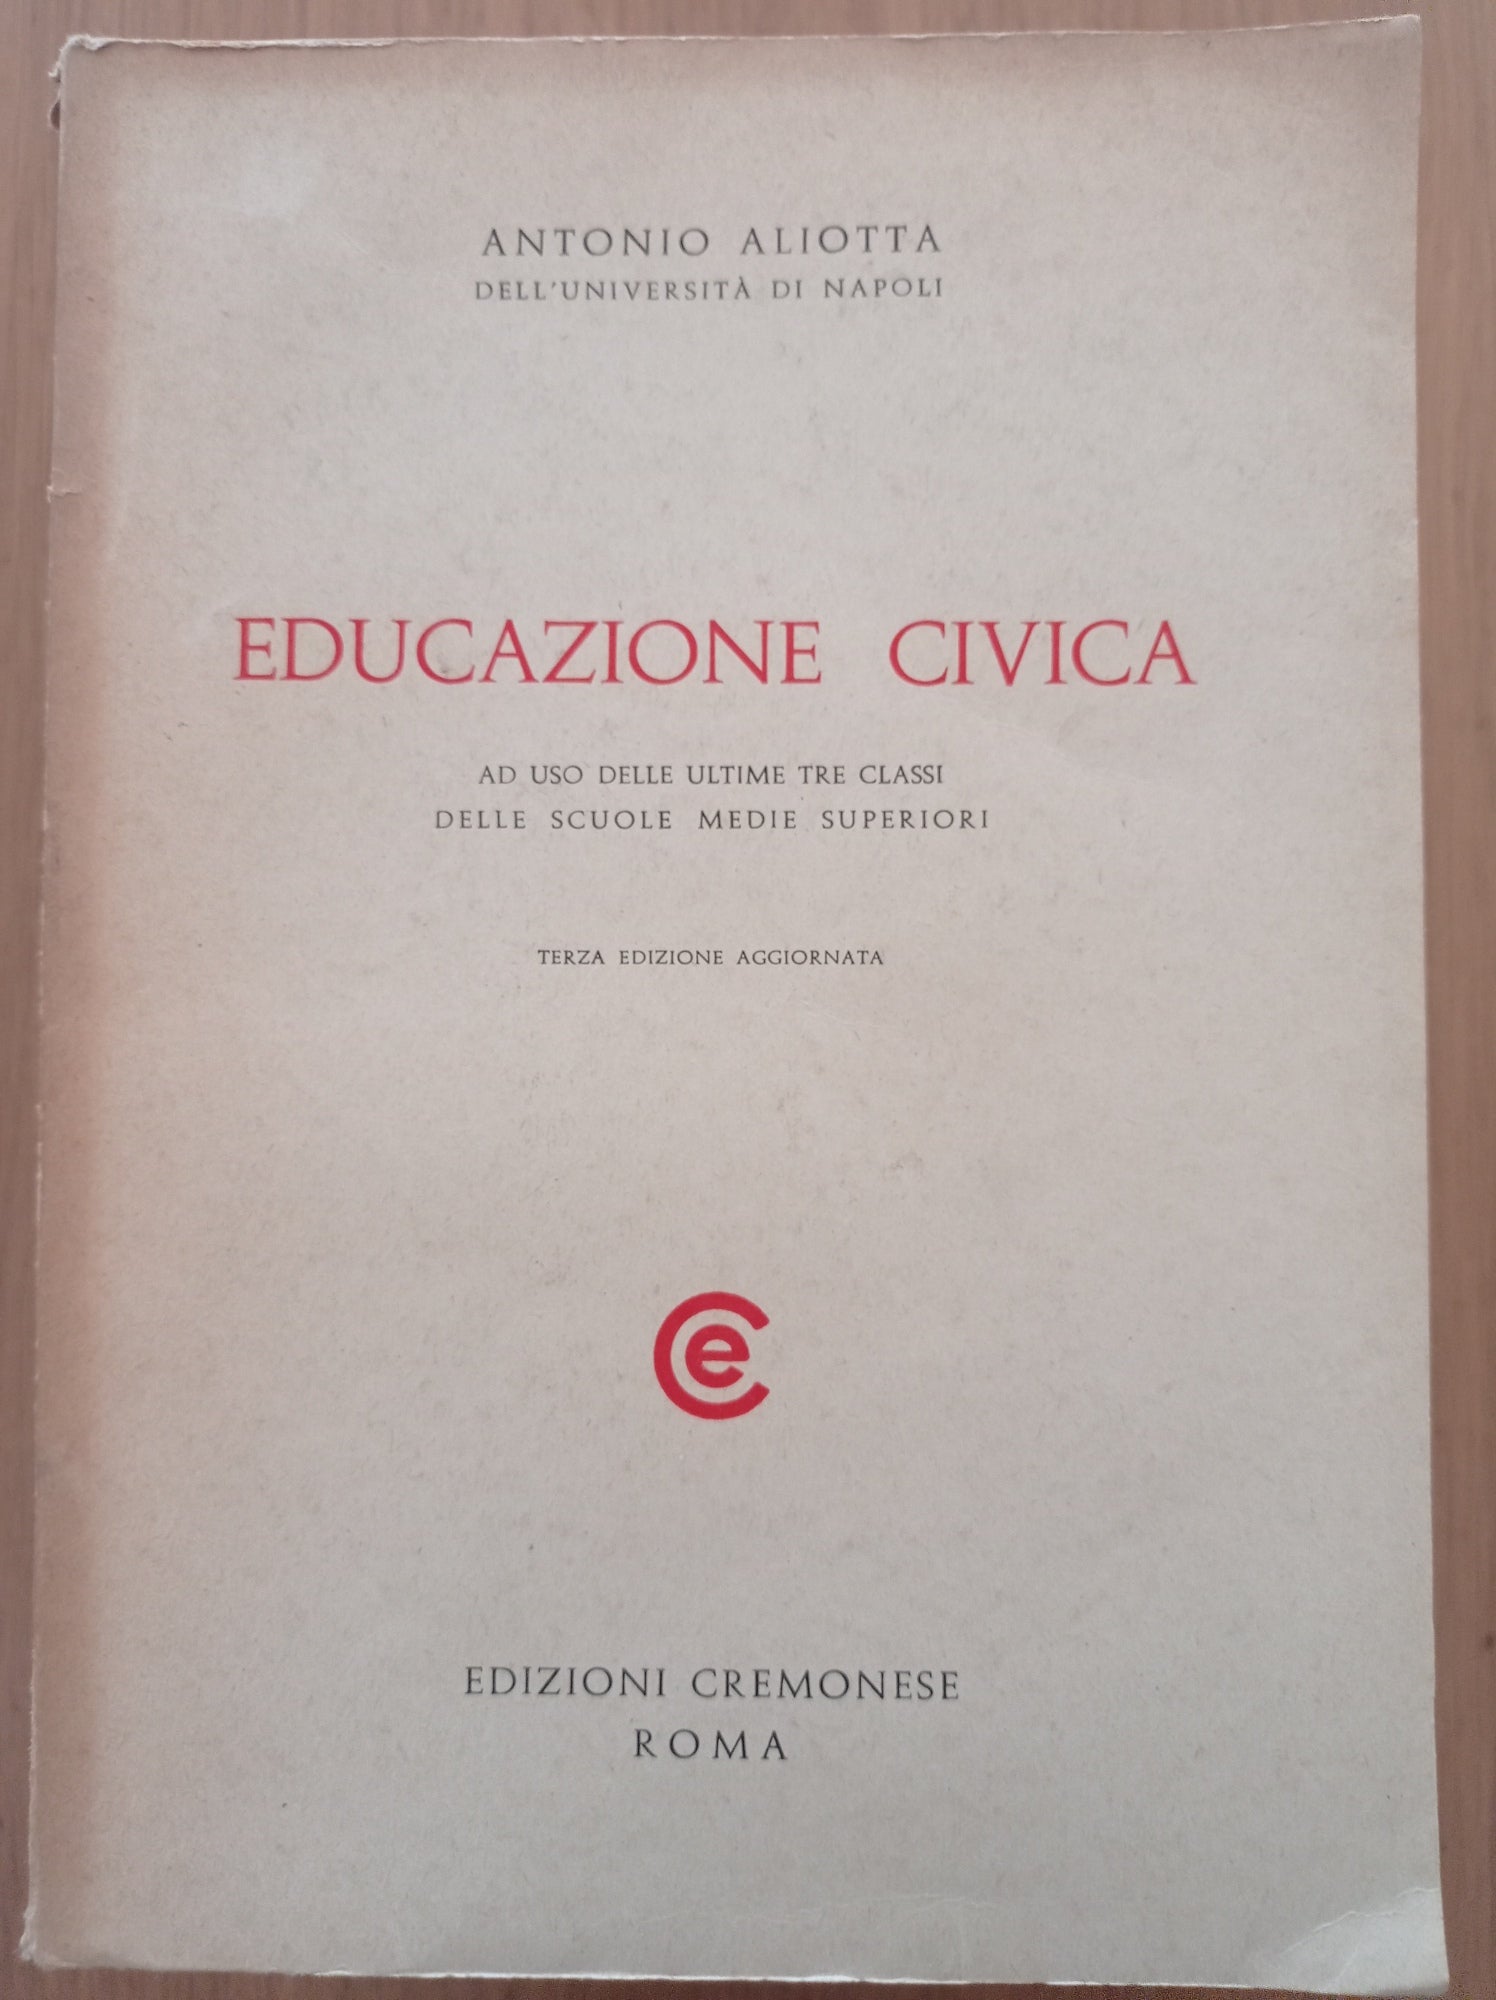 ANTONIO ALIOTTA
DELL'UNIVERSITÀ DI NAPOLI
EDUCAZIONE CIVICA
AD USO DELLE ULTIME TRE CLASSI
DELLE SCUOLE MEDIE SUPERIORI
TERZA EDIZIONE AGGIORNATA
Ce
EDIZIONI CREMONESE
ROMA